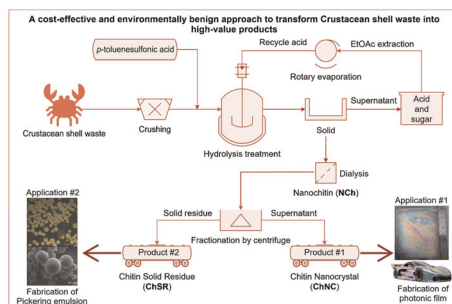 A cost-effective and environmentally benign approach to transform Crustacean shell waste into
high-value products
p-toluenesulfonic acid
Recycle acid
EtOAc extraction
Rotary evaporation
Crustacean shell waste
Crushing
Hydrolysis treatment
Supernatant
Acid
and
sugar
Solid
Dialysis
Nanochitin (NCh)
Application #2
Solid residue
Supernatant
Application #1
Fractionation by centrifuge
Product #2
Product #1
Chitin Solid Residue
(ChSR)
Chitin Nanocrystal
(ChNC)
Fabrication of
Pickering emulsion
Fabrication of
photonic film